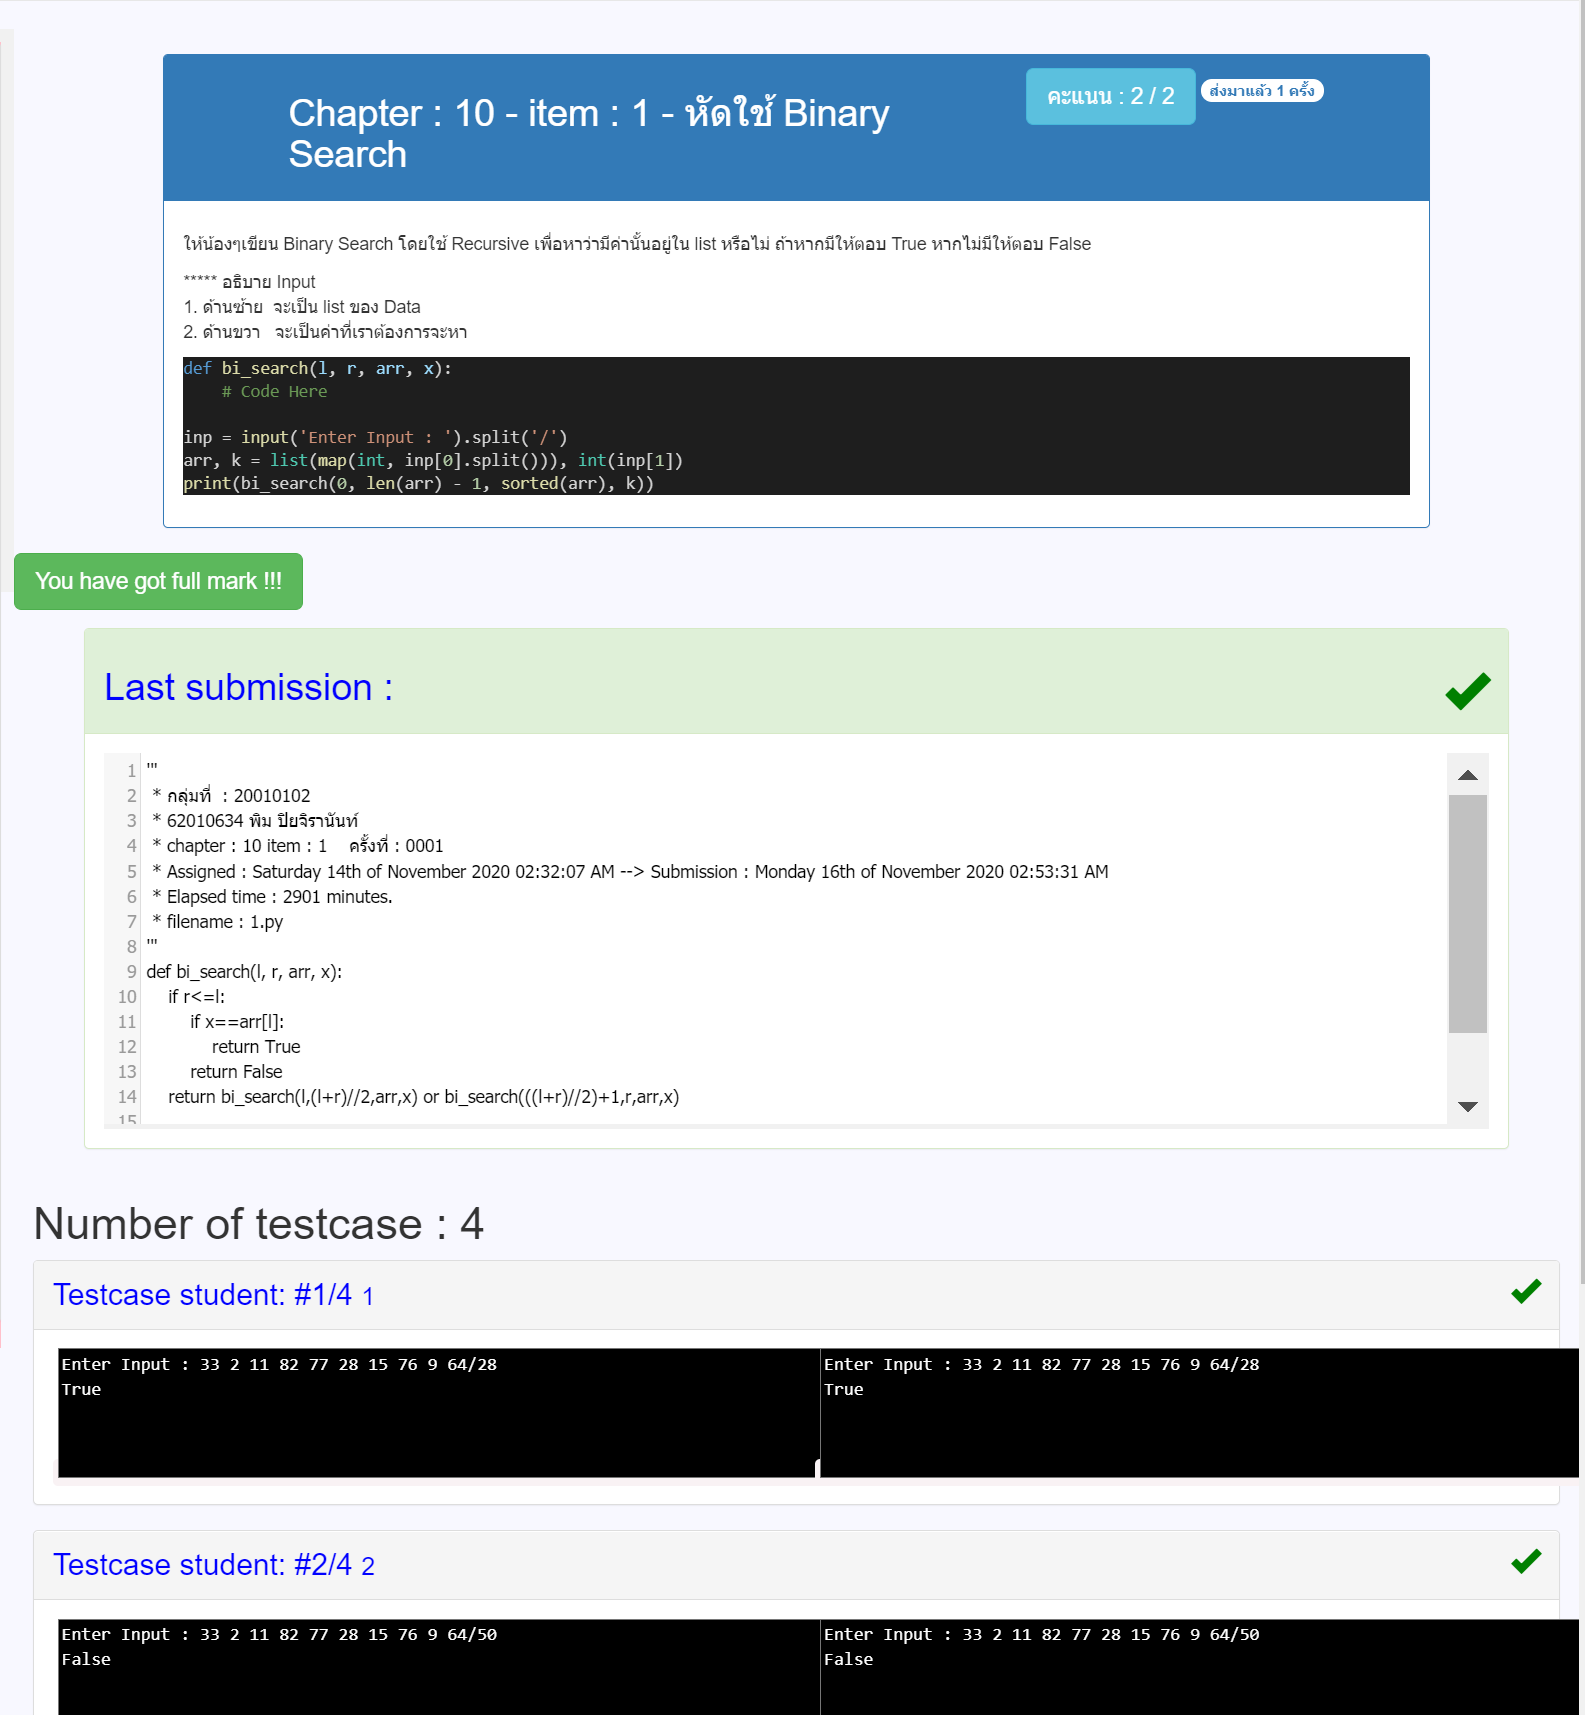 Chapter : 10 - item : 1 - หัดใช้ Binary
Search
คะแนน : 2 / 2
ส่งมาแล้ว 1 ครั้ง
ให้น้องๆเขียน Binary Search โดยใช้ Recursive เพื่อหาว่ามีค่านั้นอยู่ใน list หรือไม่ ถ้าหากมีให้ตอบ True หากไม่มีให้ตอบ False
***** อธิบาย Input
1. ด้านซ้าย จะเป็น list ของ Data
2. ด้านขวา จะเป็นค่าที่เราต้องการจะหา
def bi_search(l, r, arr, x):
# Code Here
inp = input('Enter Input : ').split('/')
arr, k = list(map(int, inp[0].split())), int(inp[1])
print(bi_search(0, len(arr) - 1, sorted(arr), k))
You have got full mark !!!
Last submission :
1 '''
2 * กลุ่มที่ : 20010102
3 * 62010634 พิม ปิยจิรานันท์
4 * chapter : 10 item : 1 ครั้งที่ : 0001
5 * Assigned : Saturday 14th of November 2020 02:32:07 AM --> Submission : Monday 16th of November 2020 02:53:31 AM
6 * Elapsed time : 2901 minutes.
7 * filename : 1.py
8 '''
9 def bi_search(l, r, arr, x):
10 if r<=l:
11 if x==arr[l]:
12 return True
13 return False
14 return bi_search(l,(l+r)//2,arr,x) or bi_search(((l+r)//2)+1,r,arr,x)
15
Number of testcase : 4
Testcase student: #1/4 1
Enter Input : 33 2 11 82 77 28 15 76 9 64/28
True
Enter Input : 33 2 11 82 77 28 15 76 9 64/28
True
Testcase student: #2/4 2
Enter Input : 33 2 11 82 77 28 15 76 9 64/50
False
Enter Input : 33 2 11 82 77 28 15 76 9 64/50
False